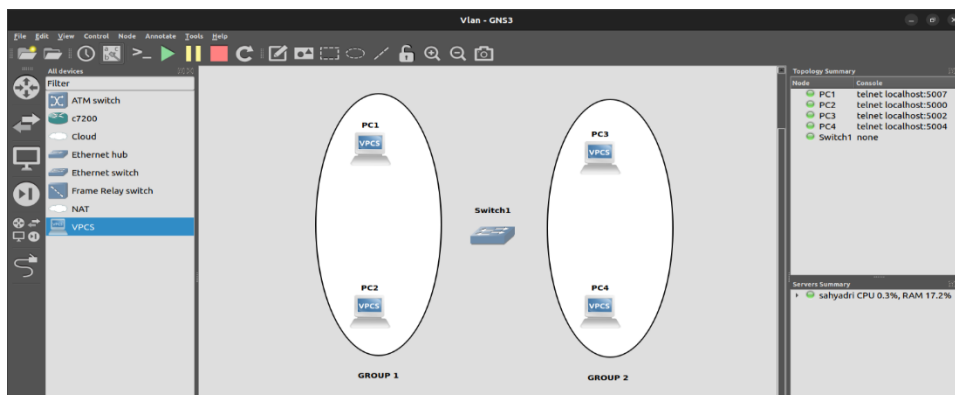 Vlan - GNS3
File Edit View Control Node Annotate Tools Help
All devices
Filter
ATM switch
c7200
Cloud
Ethernet hub
Ethernet switch
Frame Relay switch
NAT
VPCS
PC1
VPCS
PC2
VPCS
GROUP 1
Switch1
PC3
VPCS
PC4
VPCS
GROUP 2
Topology Summary
Node Console
PC1 telnet localhost:5007
PC2 telnet localhost:5000
PC3 telnet localhost:5002
PC4 telnet localhost:5004
Switch1 none
Servers Summary
sahyadri CPU 0.3%, RAM 17.2%